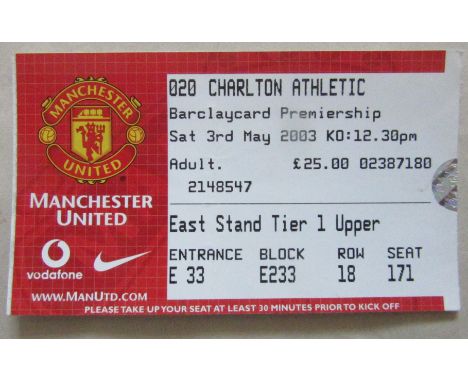 MANCHESTER
UNITED
MANCHESTER
UNITED
vodafone
WWW.MANUTD.COM
020 CHARLTON ATHLETIC
Barclaycard Premiership
Sat 3rd May 2003 KO:12.30pm
Adult. £25.00 02387180
2148547
East Stand Tier 1 Upper
ENTRANCE BLOCK ROW SEAT
E 33 E233 18 171
PLEASE TAKE UP YOUR SEAT AT LEAST 30 MINUTES PRIOR TO KICK OFF